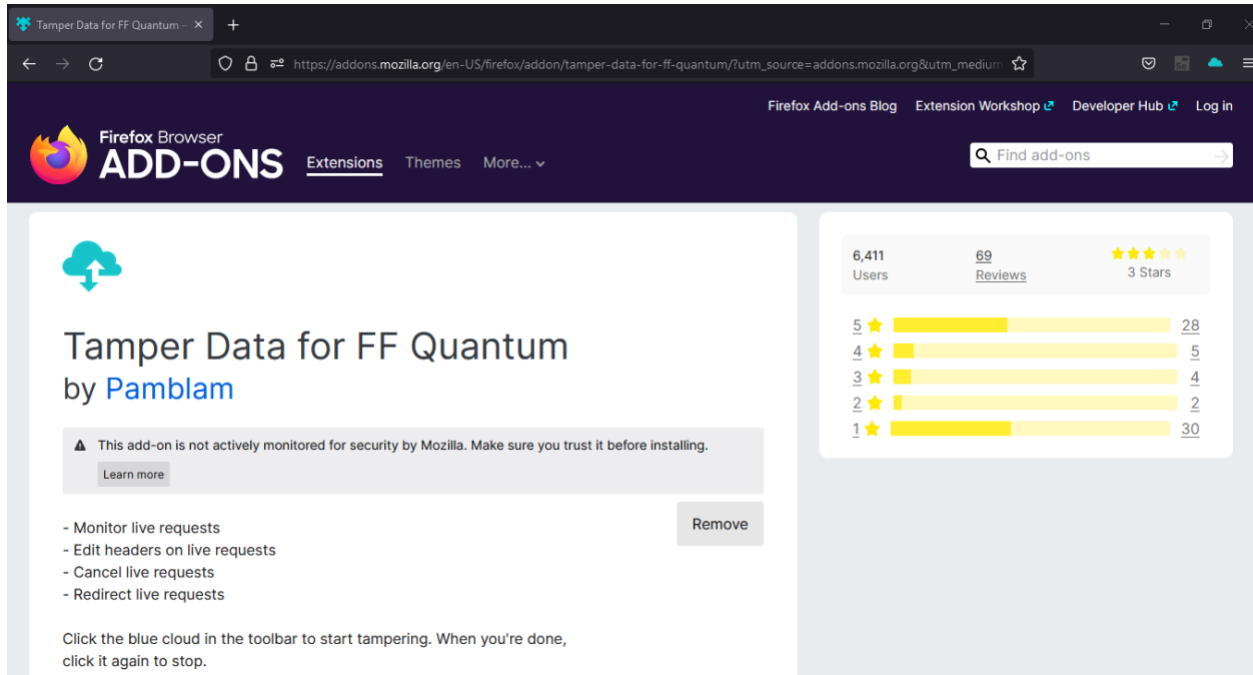 Tamper Data for FF Quantum –
https://addons.mozilla.org/en-US/firefox/addon/tamper-data-for-ff-quantum/?utm_source=addons.mozilla.org&utm_medium
Firefox Add-ons Blog Extension Workshop Developer Hub Log in
Firefox Browser
ADD-ONS
Extensions Themes More...
Find add-ons
Tamper Data for FF Quantum
by Pamblam
This add-on is not actively monitored for security by Mozilla. Make sure you trust it before installing.
Learn more
Remove
- Monitor live requests
- Edit headers on live requests
- Cancel live requests
- Redirect live requests
Click the blue cloud in the toolbar to start tampering. When you're done,
click it again to stop.
6,411 69
Users Reviews 3 Stars
5 28
4 5
3 4
2 2
1 30